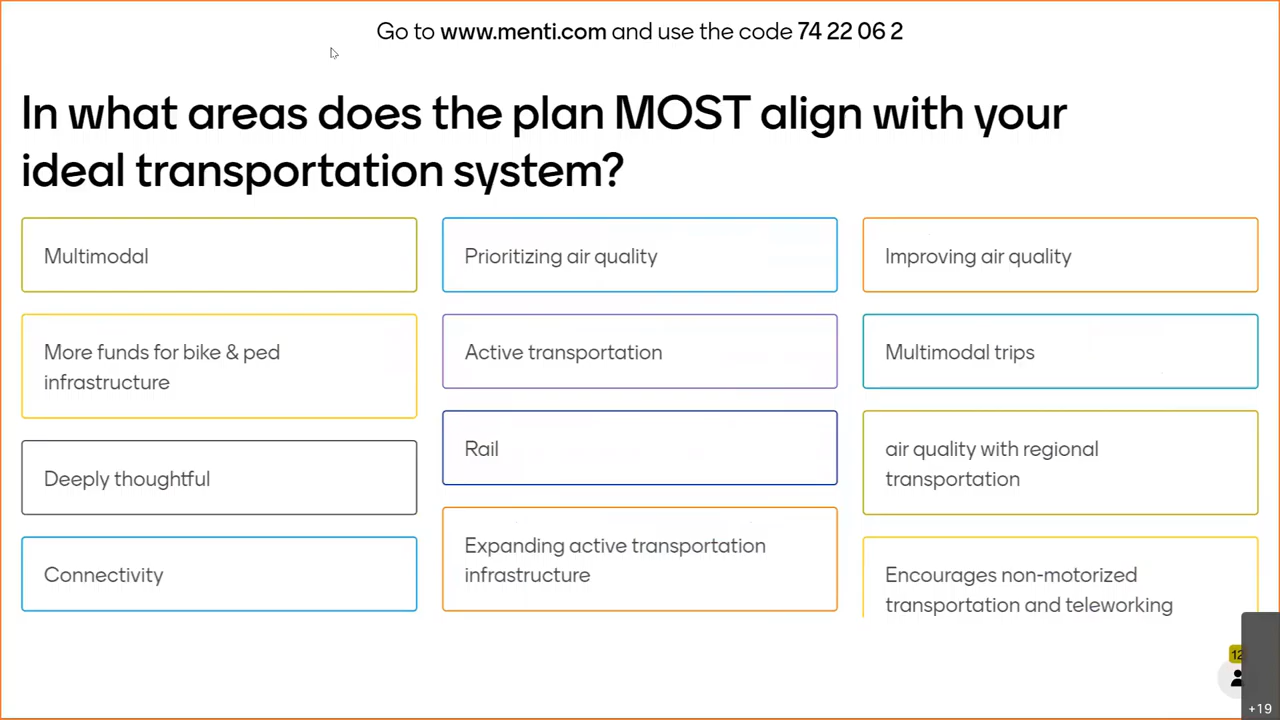 Go to www.menti.com and use the code 74 22 06 2
In what areas does the plan MOST align with your
ideal transportation system?
Multimodal
More funds for bike & ped
infrastructure
Deeply thoughtful
Connectivity
Prioritizing air quality
Active transportation
Rail
Expanding active transportation
infrastructure
Improving air quality
Multimodal trips
air quality with regional
transportation
Encourages non-motorized
transportation and teleworking
12
+19